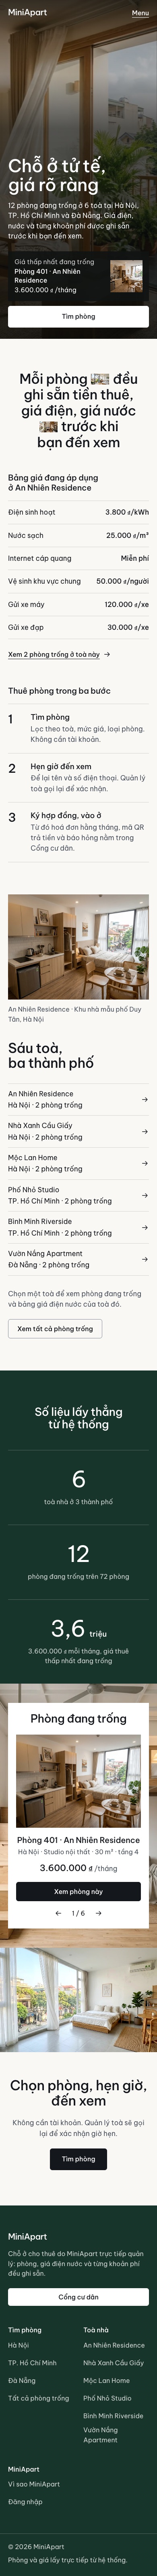 MiniApart
Menu
Chỗ ở tử tế,
giá rõ ràng
12 phòng đang trống ở 6 toà tại Hà Nội,
TP. Hồ Chí Minh và Đà Nẵng. Giá điện,
nước và từng khoản phí được ghi sẵn
trước khi bạn đến xem.
Giá thấp nhất đang trống
Phòng 401 · An Nhiên
Residence
3.600.000 ₫ /tháng
Tìm phòng
Mỗi phòng đều
ghi sẵn tiền thuê,
giá điện, giá nước
trước khi
bạn đến xem
Bảng giá đang áp dụng
ở An Nhiên Residence
Điện sinh hoạt
3.800 ₫/kWh
Nước sạch
25.000 ₫/m³
Internet cáp quang
Miễn phí
Vệ sinh khu vực chung
50.000 ₫/người
Gửi xe máy
120.000 ₫/xe
Gửi xe đạp
30.000 ₫/xe
Xem 2 phòng trống ở toà này →
Thuê phòng trong ba bước
1
Tìm phòng
Lọc theo toà, mức giá, loại phòng.
Không cần tài khoản.
2
Hẹn giờ đến xem
Để lại tên và số điện thoại. Quản lý
toà gọi lại để xác nhận.
3
Ký hợp đồng, vào ở
Từ đó hoá đơn hằng tháng, mã QR
trả tiền và báo hỏng nằm trong
Cổng cư dân.
An Nhiên Residence · Khu nhà mẫu phố Duy
Tân, Hà Nội
Sáu toà,
ba thành phố
An Nhiên Residence
Hà Nội · 2 phòng trống
→
Nhà Xanh Cầu Giấy
Hà Nội · 2 phòng trống
→
Mộc Lan Home
Hà Nội · 2 phòng trống
→
Phố Nhỏ Studio
TP. Hồ Chí Minh · 2 phòng trống
→
Bình Minh Riverside
TP. Hồ Chí Minh · 2 phòng trống
→
Vườn Nắng Apartment
Đà Nẵng · 2 phòng trống
→
Chọn một toà để xem phòng đang trống
và bảng giá điện nước của toà đó.
Xem tất cả phòng trống
Số liệu lấy thẳng
từ hệ thống
6
toà nhà ở 3 thành phố
12
phòng đang trống trên 72 phòng
3,6 triệu
3.600.000 ₫ mỗi tháng, giá thuê
thấp nhất đang trống
Phòng đang trống
Phòng 401 · An Nhiên Residence
Hà Nội · Studio nội thất · 30 m² · tầng 4
3.600.000 ₫ /tháng
Xem phòng này
← 1 / 6 →
Chọn phòng, hẹn giờ,
đến xem
Không cần tài khoản. Quản lý toà sẽ gọi
lại để xác nhận giờ hẹn.
Tìm phòng
MiniApart
Chỗ ở cho thuê do MiniApart trực tiếp quản
lý: phòng, giá điện nước và từng khoản phí
đều ghi sẵn.
Cổng cư dân
Tìm phòng
Hà Nội
TP. Hồ Chí Minh
Đà Nẵng
Tất cả phòng trống
Toà nhà
An Nhiên Residence
Nhà Xanh Cầu Giấy
Mộc Lan Home
Phố Nhỏ Studio
Bình Minh Riverside
Vườn Nắng
Apartment
MiniApart
Vì sao MiniApart
Đăng nhập
© 2026 MiniApart
Phòng và giá lấy trực tiếp từ hệ thống.